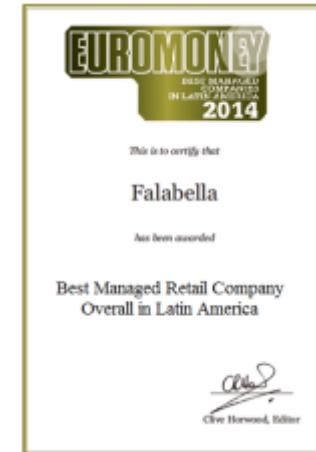 EUROMONEY
BEST MANAGED
COMPANIES
IN LATIN AMERICA
2014
This is to certify that
Falabella
has been awarded
Best Managed Retail Company
Overall in Latin America
Clive Horwood, Editor